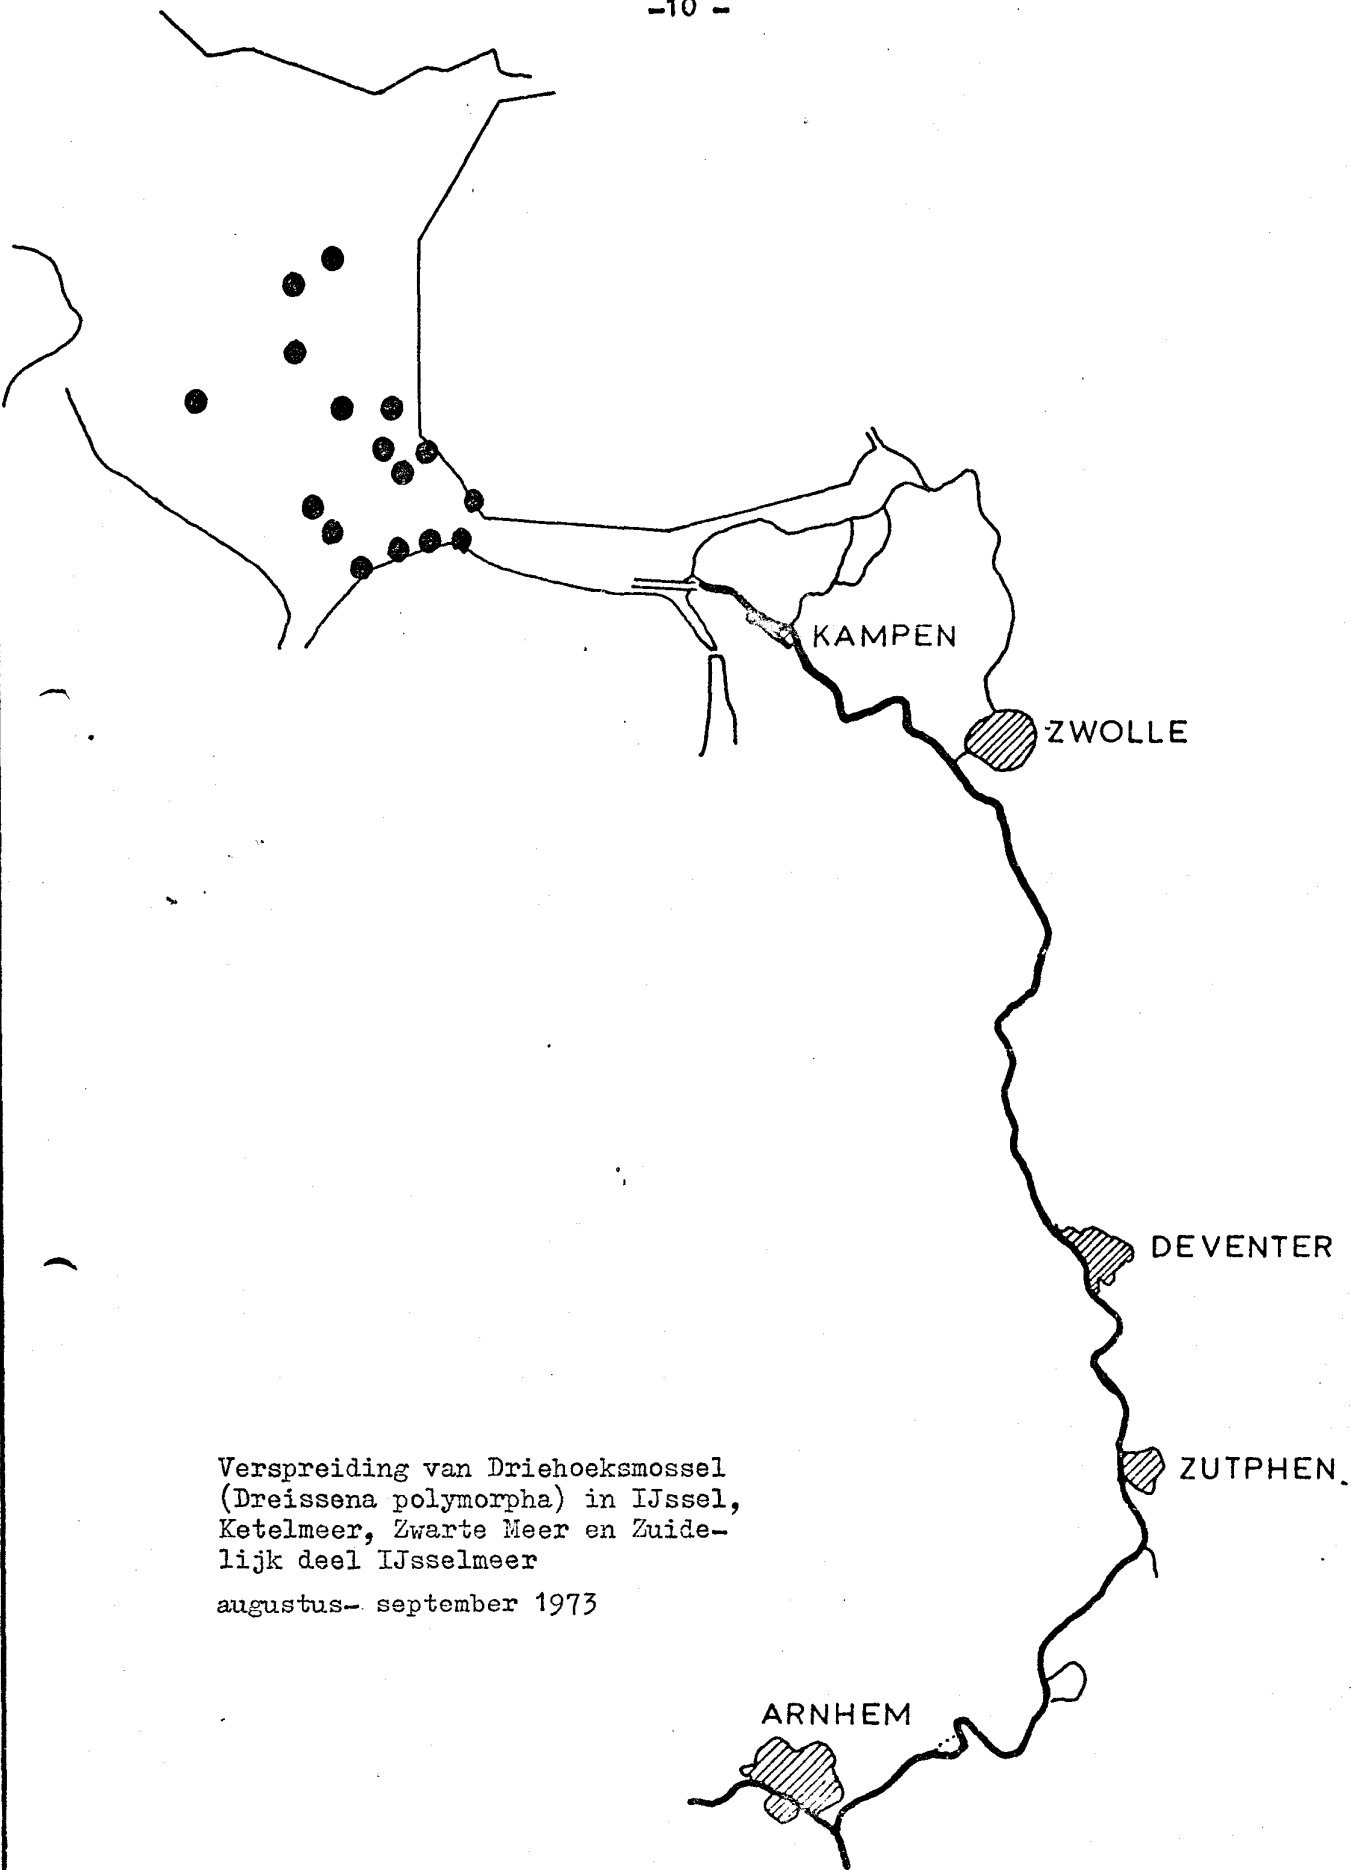 -10 -
KAMPEN
ZWOLLE
DEVENTER
ZUTPHEN.
Verspreiding van Driehoeksmossel
(Dreissena polymorpha) in IJssel,
Ketelmeer, Zwarte Meer en Zuide-
lijk deel IJsselmeer
augustus- september 1973
ARNHEM